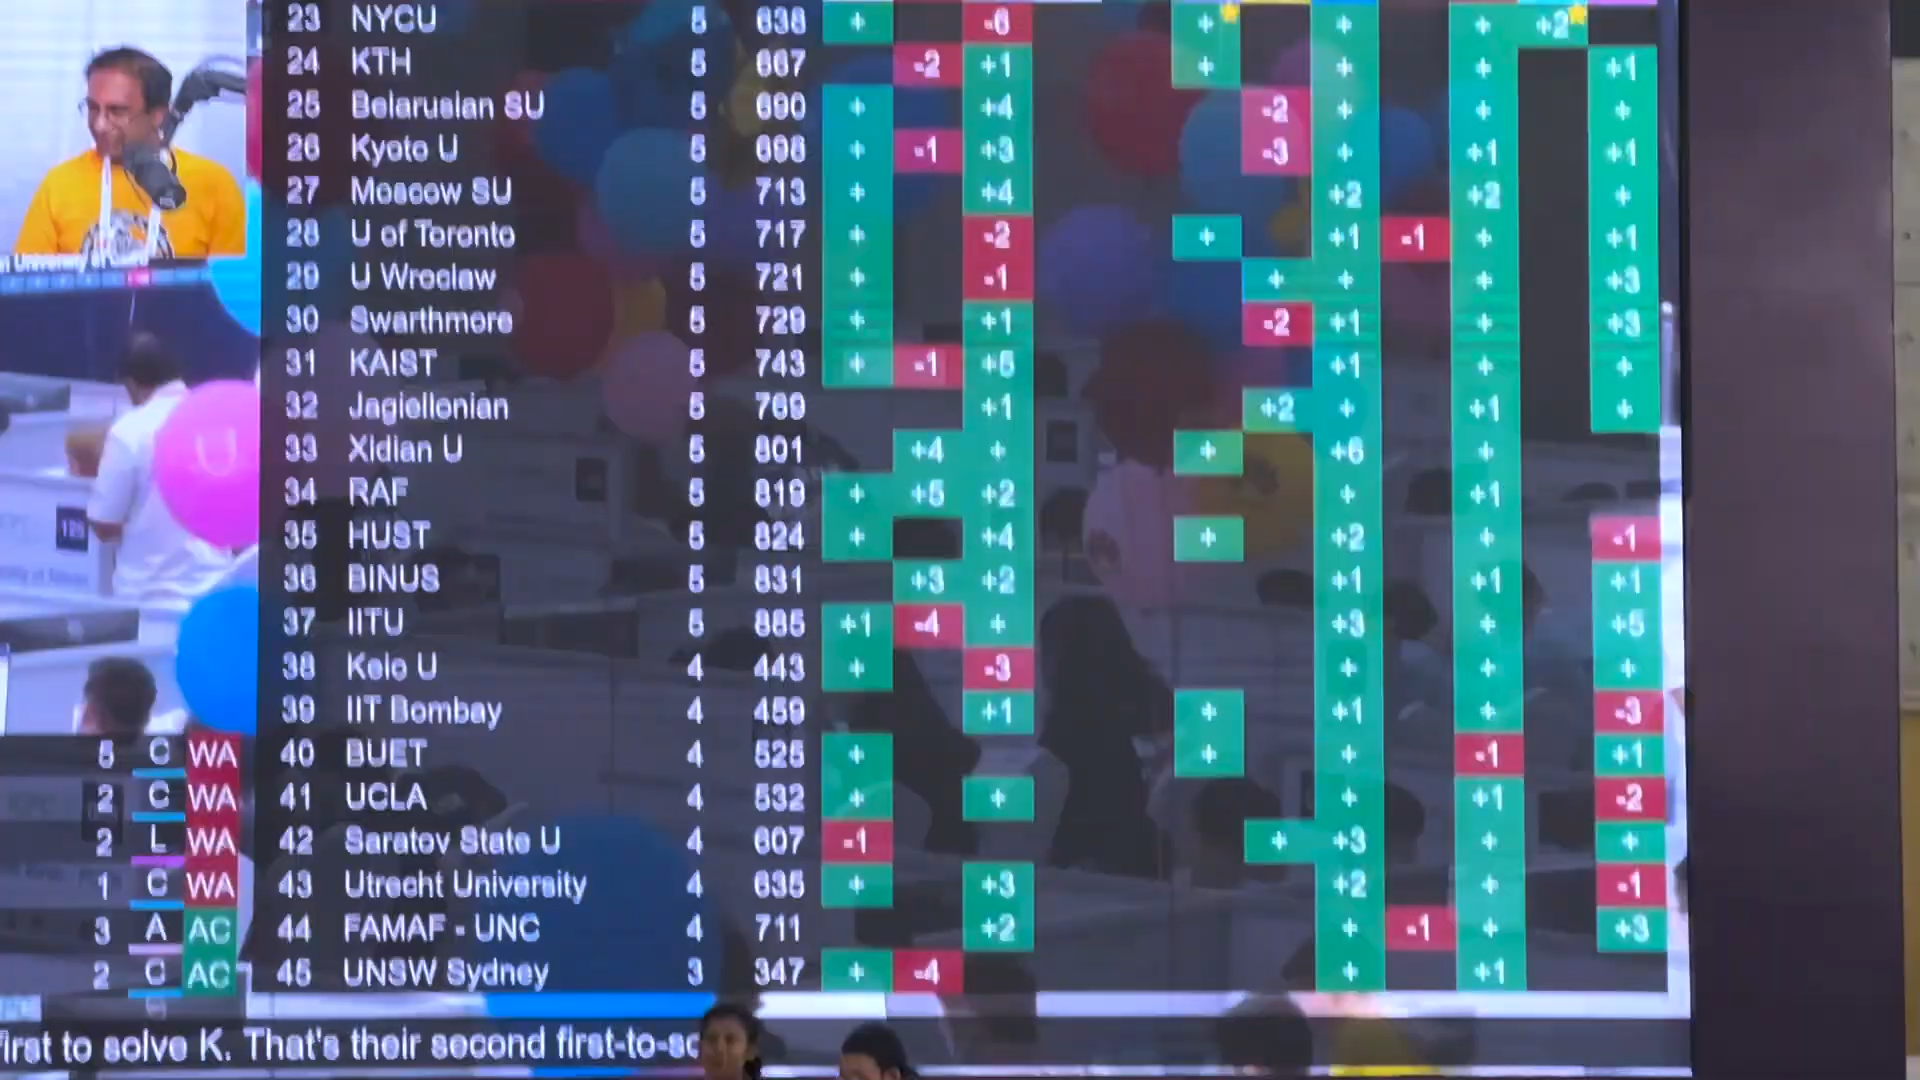 23 NYCU 5 638 + -6 + + + +2
24 KTH 5 667 -2 +1 + + + +1
25 Belarusian SU 5 690 + +4 -2 + + +
26 Kyoto U 5 698 + -1 +3 -3 + +1 +1
27 Moscow SU 5 713 + +4 +2 +2 +
28 U of Toronto 5 717 + -2 + +1 -1 + +1
29 U Wroclaw 5 721 + -1 + + + +3
30 Swarthmore 5 729 + +1 -2 +1 + +3
31 KAIST 5 743 + -1 +5 +1 + +
32 Jagiellonian 5 769 +1 +2 + +1 +
33 Xidian U 5 801 +4 + + +6 +
34 RAF 5 819 + +5 +2 + +1
35 HUST 5 824 + +4 + +2 + -1
36 BINUS 5 831 +3 +2 +1 +1 +1
37 IITU 5 885 +1 -4 + +3 + +5
38 Keio U 4 443 + -3 + + +
39 IIT Bombay 4 459 +1 + +1 + -3
5 C WA 40 BUET 4 525 + + + -1 +1
2 C WA 41 UCLA 4 532 + + + +1 -2
2 L WA 42 Saratov State U 4 607 -1 + +3 + +
1 C WA 43 Utrecht University 4 635 + +3 +2 + -1
3 A AC 44 FAMAF - UNC 4 711 +2 + -1 + +3
2 C AC 45 UNSW Sydney 3 347 + -4 + +1
first to solve K. That's their second first-to-so